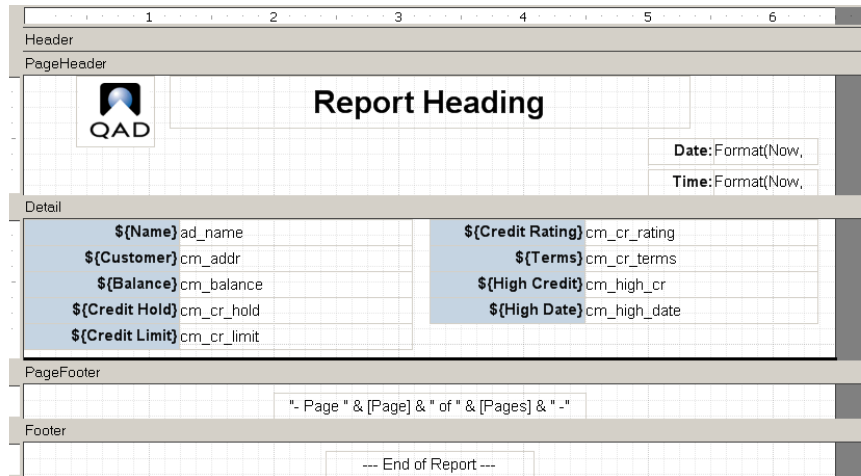 1 2 3 4 5 6
Header
PageHeader
QAD
Report Heading
Date: Format(Now,
Time: Format(Now,
Detail
${Name} ad_name ${Credit Rating} cm_cr_rating
${Customer} cm_addr ${Terms} cm_cr_terms
${Balance} cm_balance ${High Credit} cm_high_cr
${Credit Hold} cm_cr_hold ${High Date} cm_high_date
${Credit Limit} cm_cr_limit
PageFooter
"- Page " & [Page] & " of " & [Pages] & " -"
Footer
--- End of Report ---